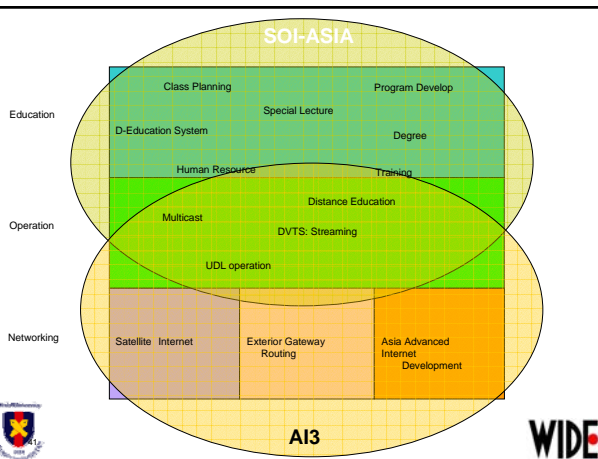 SOI-ASIA
Class Planning
Program Develop
Education
Special Lecture
D-Education System
Degree
Human Resource
Training
Distance Education
Multicast
Operation
DVTS: Streaming
UDL operation
Networking
Satellite Internet
Exterior Gateway
Routing
Asia Advanced
Internet
Development
41
AI3
WIDE